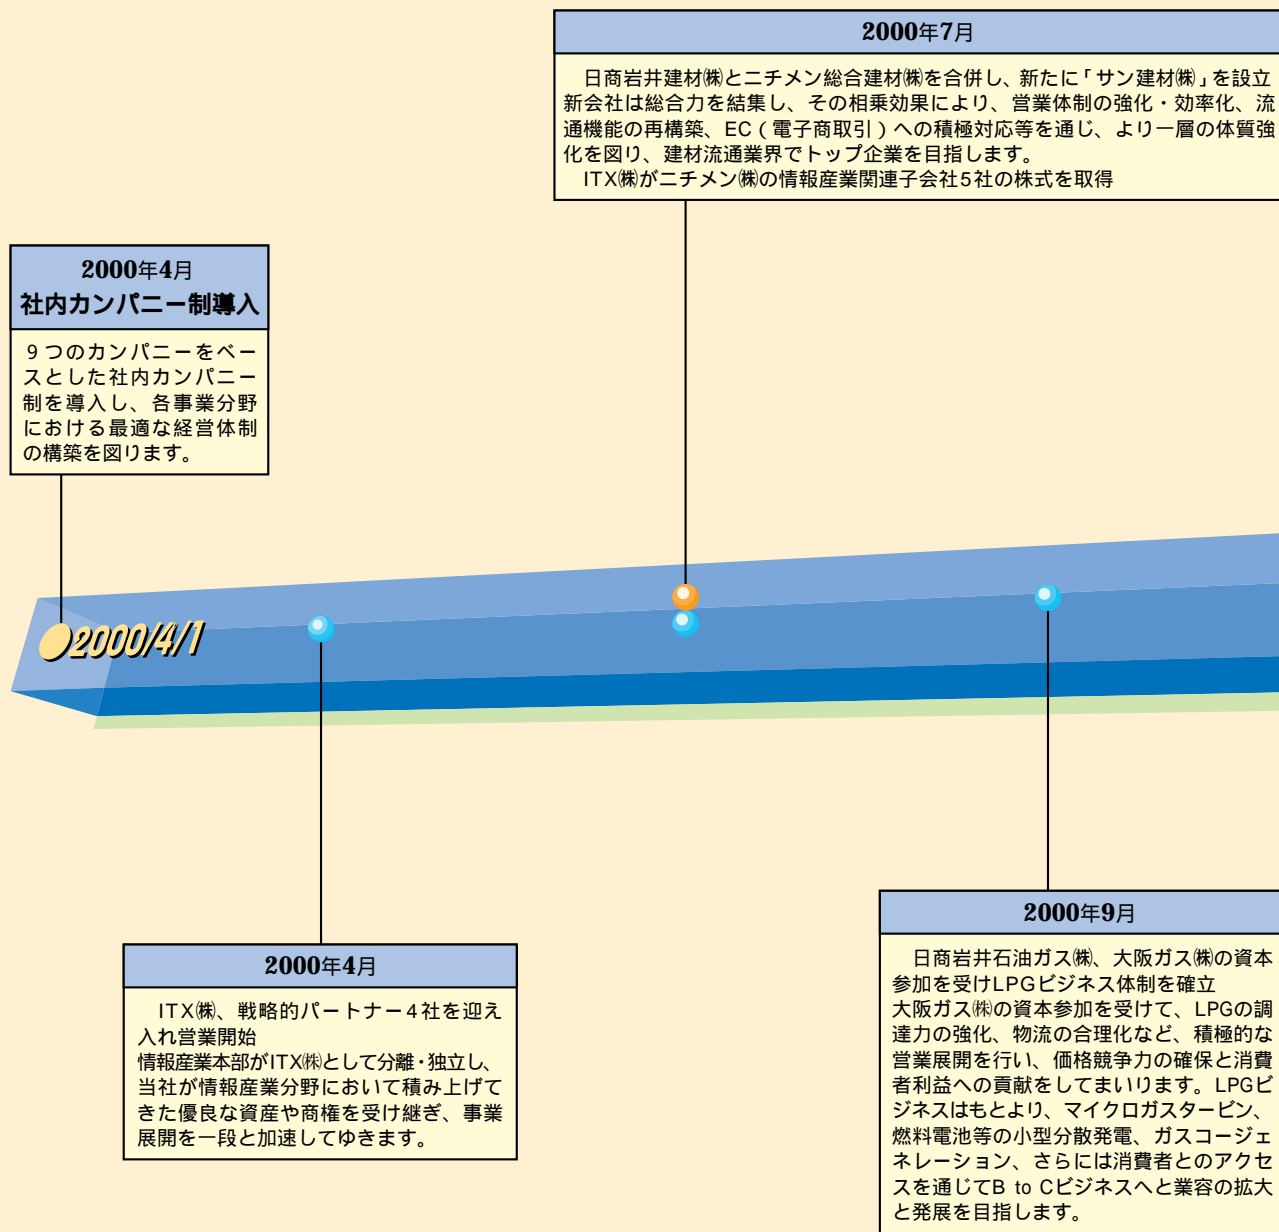 2000年7月
日商岩井建材㈱とニチメン総合建材㈱を合併し、新たに「サン建材㈱」を設立
新会社は総合力を結集し、その相乗効果により、営業体制の強化・効率化、流
通機能の再構築、EC（電子商取引）への積極対応等を通じ、より一層の体質強
化を図り、建材流通業界でトップ企業を目指します。
ITX㈱がニチメン㈱の情報産業関連子会社5社の株式を取得
2000年4月
社内カンパニー制導入
９つのカンパニーをベー
スとした社内カンパニー
制を導入し、各事業分野
における最適な経営体制
の構築を図ります。
2000/4/1
2000年4月
ITX㈱、戦略的パートナー4社を迎え
入れ営業開始
情報産業本部がITX㈱として分離・独立し、
当社が情報産業分野において積み上げて
きた優良な資産や商権を受け継ぎ、事業
展開を一段と加速してゆきます。
2000年9月
日商岩井石油ガス㈱、大阪ガス㈱の資本
参加を受けLPGビジネス体制を確立
大阪ガス㈱の資本参加を受けて、LPGの調
達力の強化、物流の合理化など、積極的な
営業展開を行い、価格競争力の確保と消費
者利益への貢献をしてまいります。LPGビ
ジネスはもとより、マイクロガスタービン、
燃料電池等の小型分散発電、ガスコージェ
ネレーション、さらには消費者とのアクセ
スを通じてB to Cビジネスへと業容の拡大
と発展を目指します。